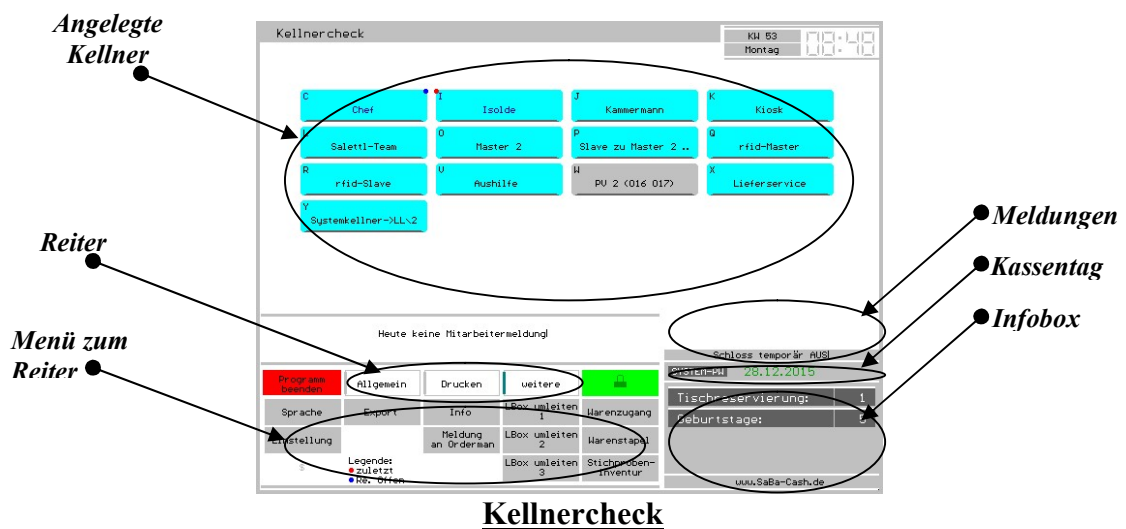 Angelegte
Kellner
Kellnercheck
KW 53
Montag
08:48
C
Chef
I
Isolde
J
Kammermann
K
Kiosk
Salettl-Team
O
Master 2
P
Slave zu Master 2 ..
Q
rfid-Master
R
rfid-Slave
V
Aushilfe
W
PV 2 (016 017)
X
Lieferservice
Y
Systemkellner->LL\2
Reiter
Meldungen
Kassentag
Infobox
Menü zum
Reiter
Heute keine Mitarbeitermeldung!
Schloss temporär AUS!
SYSTEM-PW 28.12.2015
Programm
beenden
Allgemein
Drucken
weitere
Tischreservierung: 1
Geburtstage:
Sprache
Export
Info
LBox umleiten
1
Warenzugang
Einstellung
Meldung
an Orderman
LBox umleiten
2
Warenstapel
$
Legende:
zuletzt
Re. Offen
LBox umleiten
3
Stichproben-
Inventur
www.SaBa-Cash.de
Kellnercheck